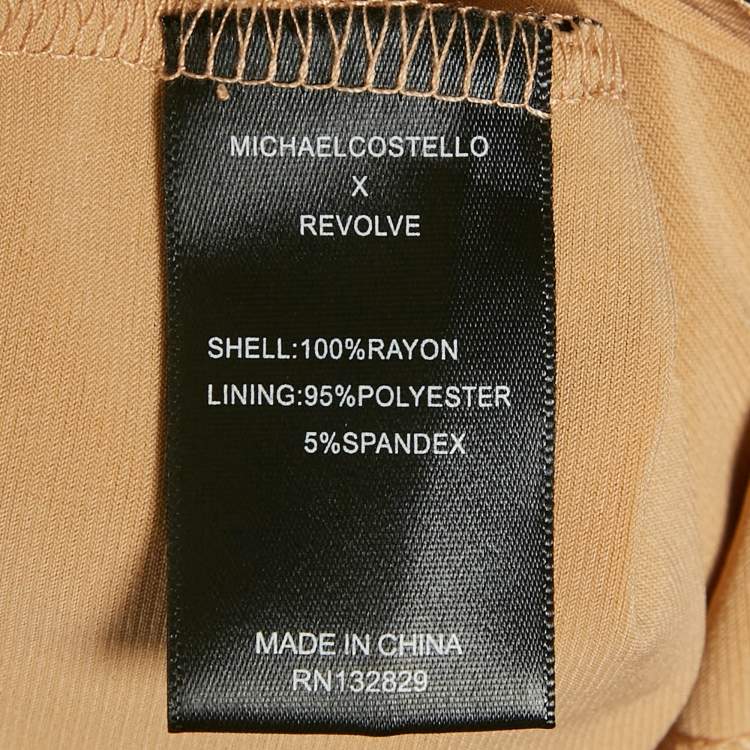 MICHAELCOSTELLO
X
REVOLVE
SHELL:100%RAYON
LINING:95%POLYESTER
5%SPANDEX
MADE IN CHINA
RN132829